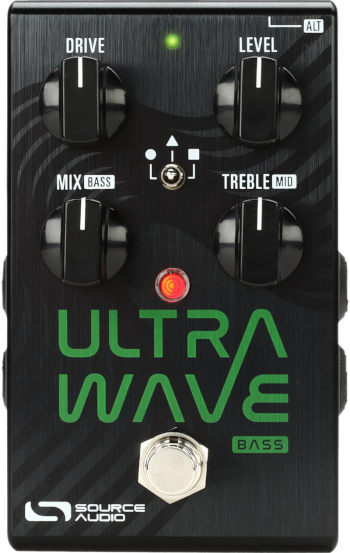 ALT
DRIVE LEVEL
MIX BASS TREBLE MID
ULTRA
WAVE
BASS
SOURCE
AUDIO